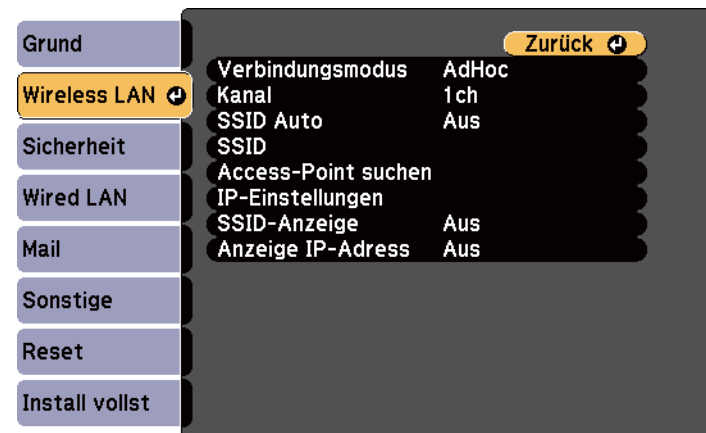 Grund
Wireless LAN
Sicherheit
Wired LAN
Mail
Sonstige
Reset
Install vollst
Zurück
Verbindungsmodus AdHoc
Kanal 1ch
SSID Auto Aus
SSID
Access-Point suchen
IP-Einstellungen
SSID-Anzeige Aus
Anzeige IP-Adress Aus